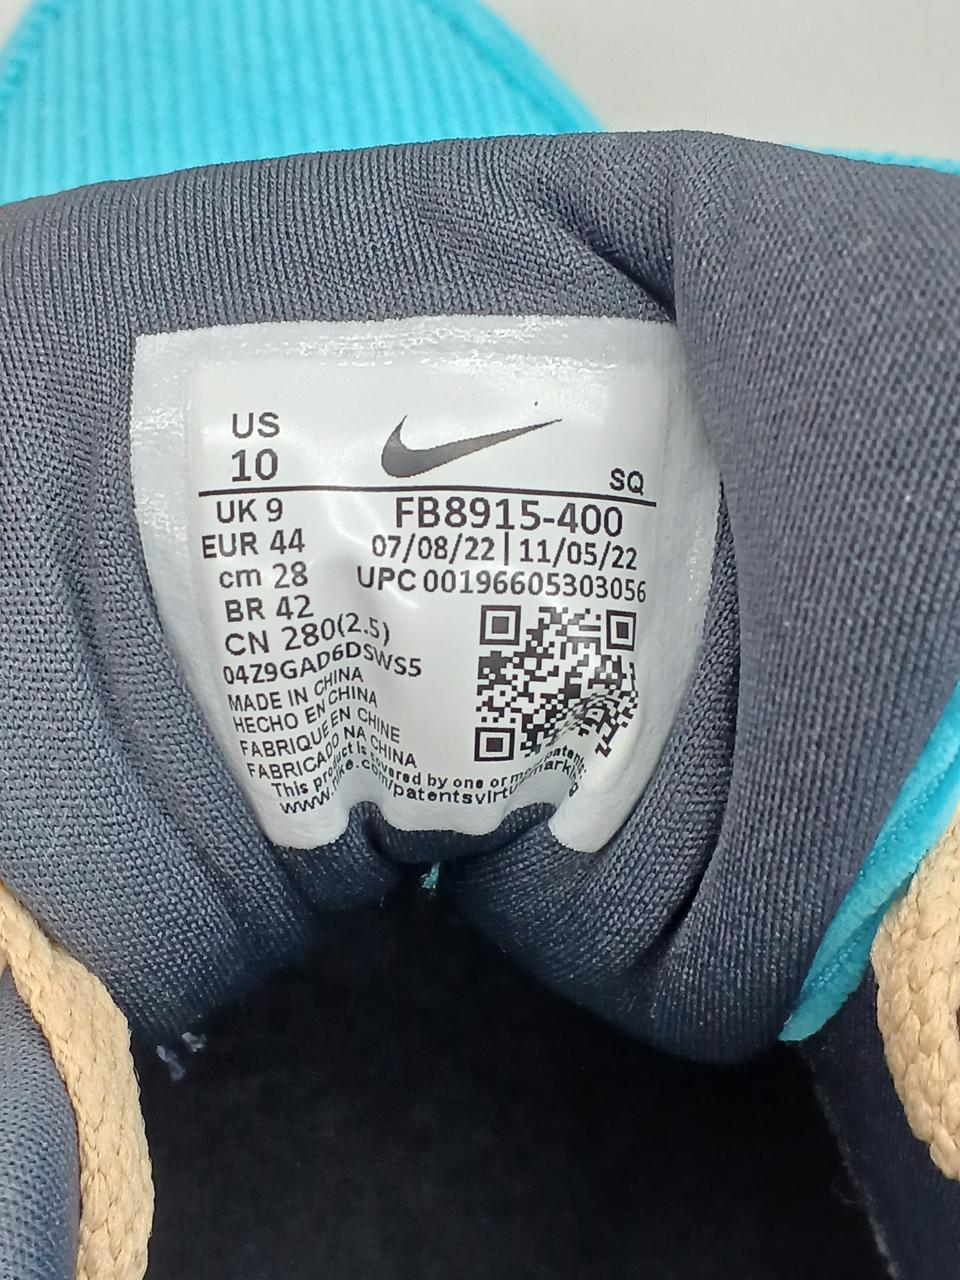 US
10
SQ
UK 9
FB8915-400
EUR 44
07/08/22 | 11/05/22
cm 28
UPC 00196605303056
BR 42
CN 280(2.5)
04Z9GAD6DSWS5
MADE IN CHINA
HECHO EN CHINA
FABRIQUE EN CHINE
FABRICADO NA CHINA
This product is covered by one or more patents:
www.nike.com/patentsvirtualmarking